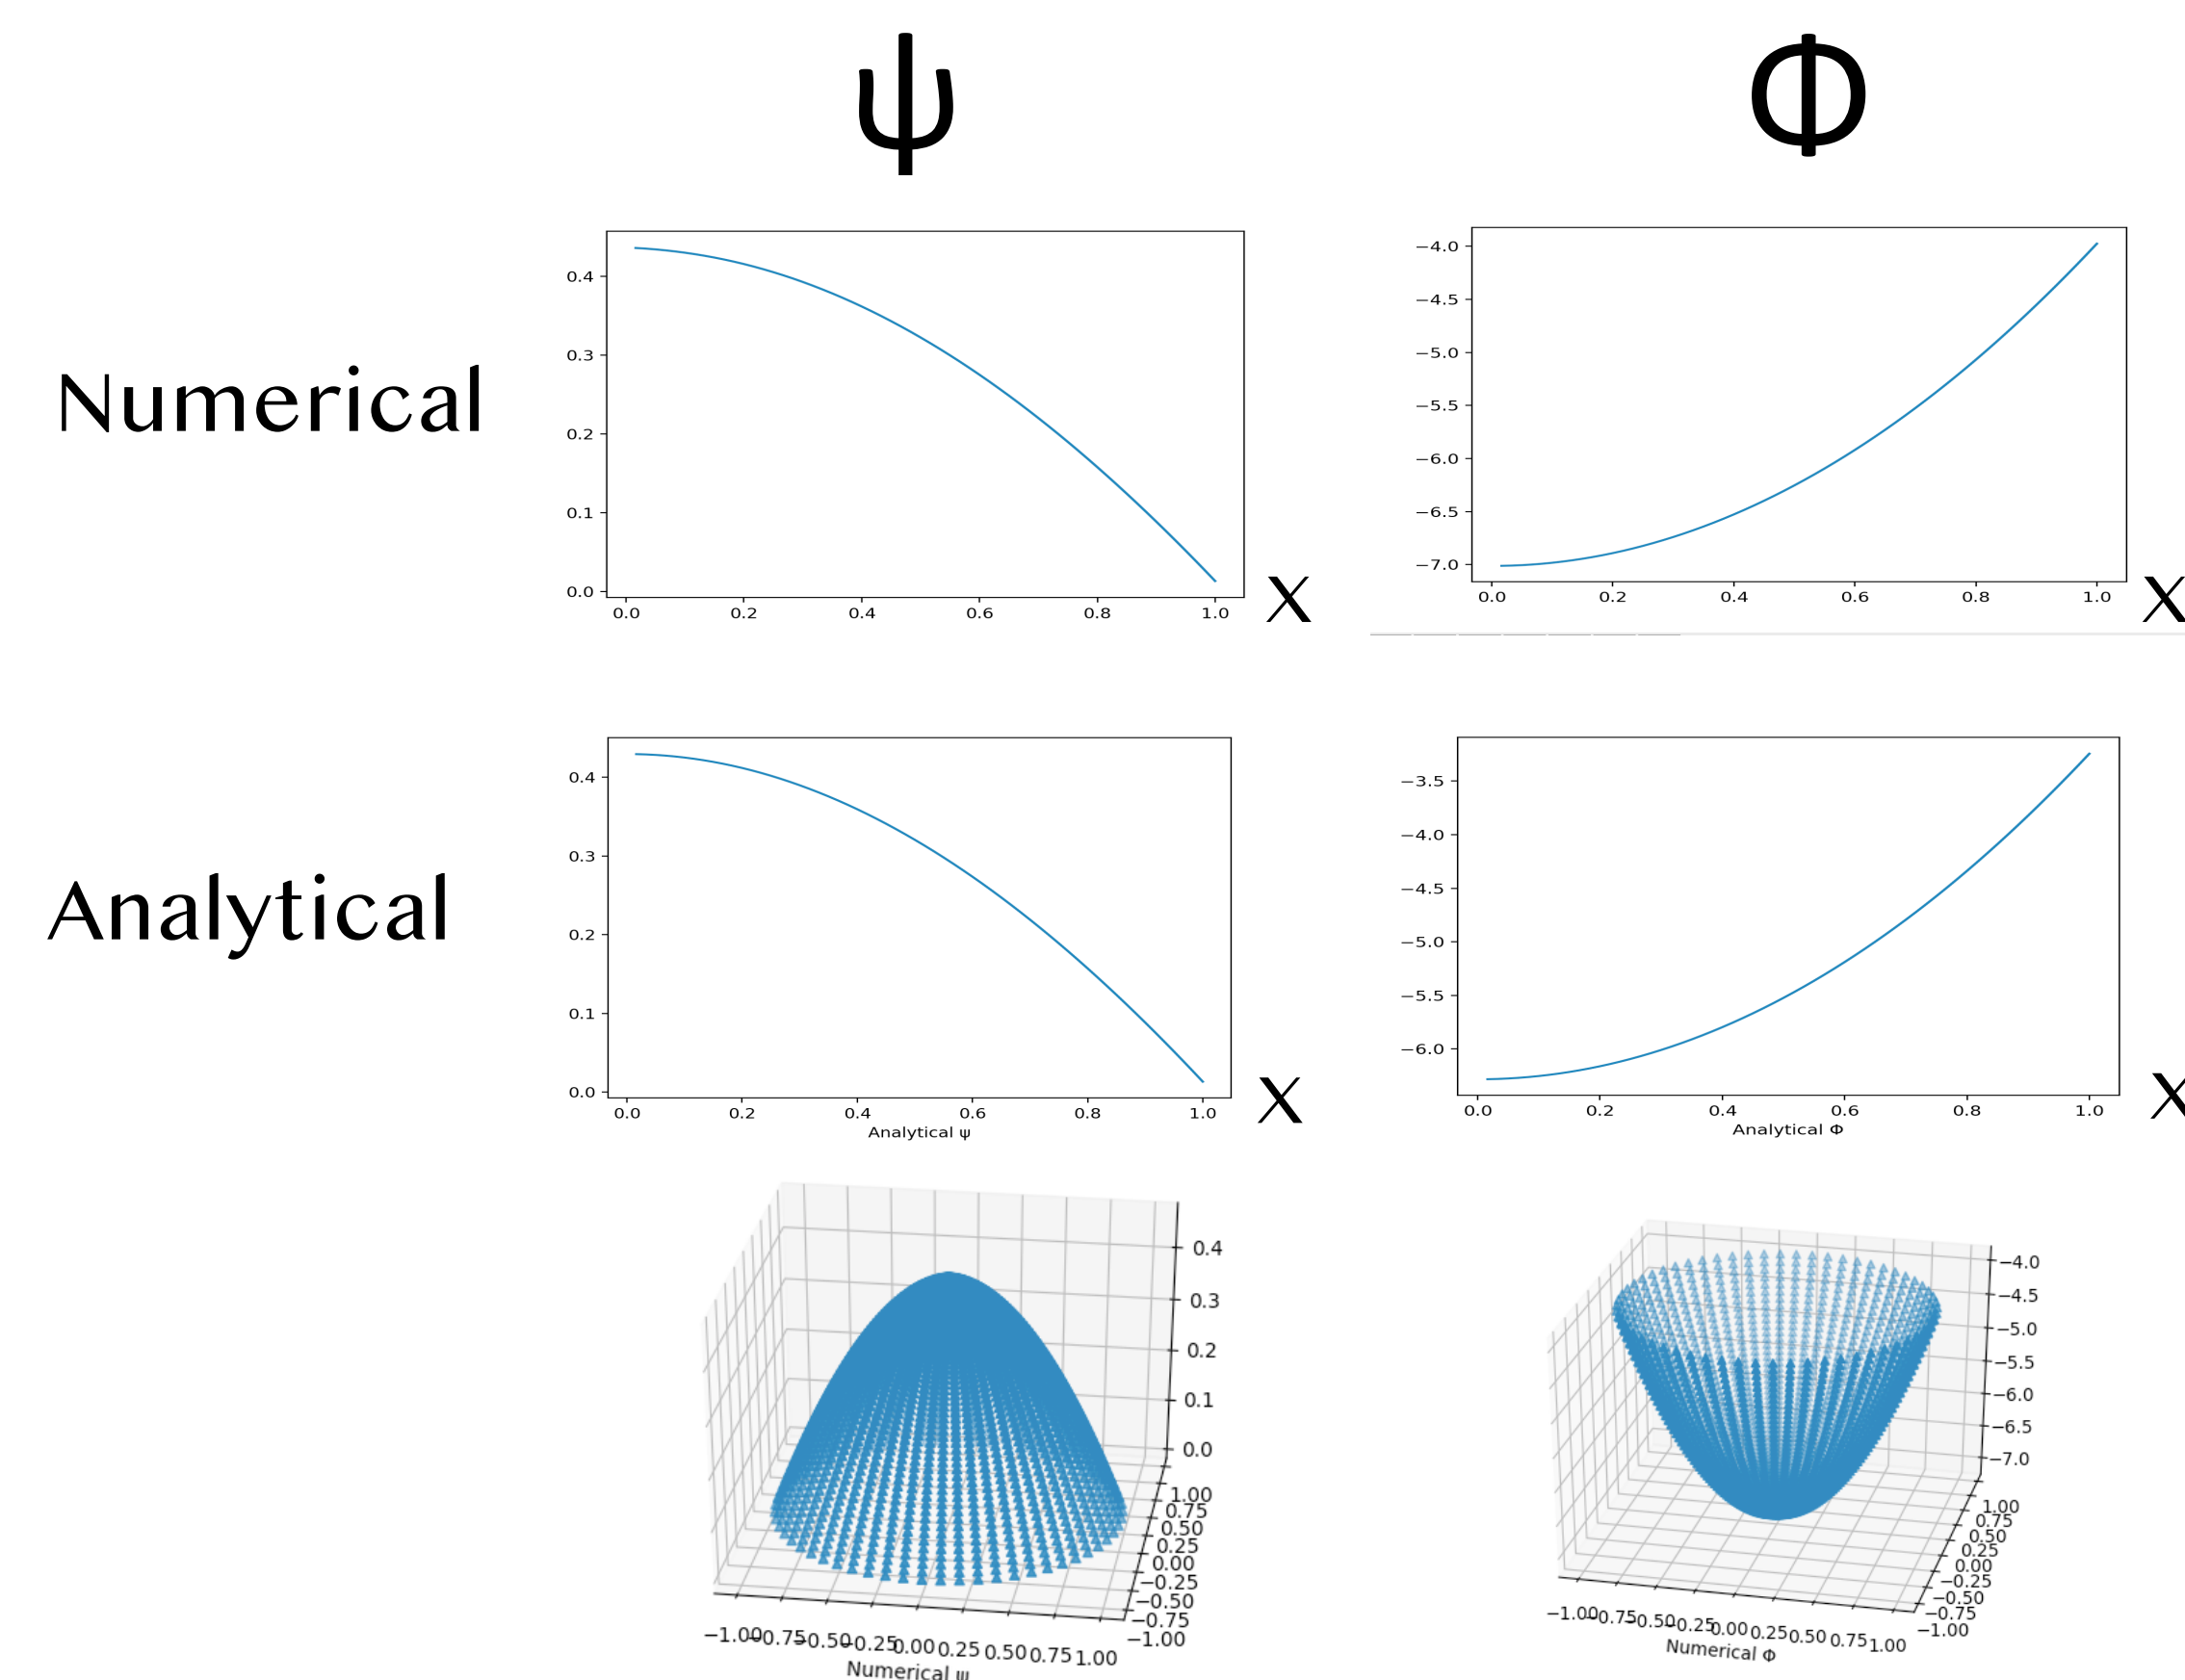 ψ
Φ
Numerical
0.4
0.3
0.2
0.1
0.0
0.0 0.2 0.4 0.6 0.8 1.0
X
−4.0
−4.5
−5.0
−5.5
−6.0
−6.5
−7.0
0.0 0.2 0.4 0.6 0.8 1.0
X
Analytical
0.4
0.3
0.2
0.1
0.0
0.0 0.2 0.4 0.6 0.8 1.0
Analytical ψ
X
−3.5
−4.0
−4.5
−5.0
−5.5
−6.0
0.0 0.2 0.4 0.6 0.8 1.0
Analytical Φ
X
0.4
0.3
0.2
0.1
0.0
1.00
0.75
0.50
0.25
0.00
−0.25
−0.50
−0.75
−1.00
−1.00 −0.75 −0.50 −0.25 0.00 0.25 0.50 0.75 1.00
Numerical ψ
−4.0
−4.5
−5.0
−5.5
−6.0
−6.5
−7.0
1.00
0.75
0.50
0.25
0.00
−0.25
−0.50
−0.75
−1.00
−1.00 −0.75 −0.50 −0.25 0.00 0.25 0.50 0.75 1.00
Numerical Φ